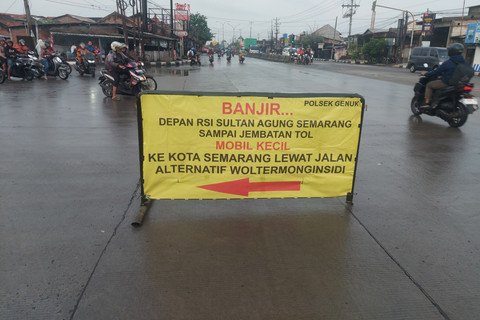 BANJIR... POLSEK GENUK
DEPAN RSI SULTAN AGUNG SEMARANG
SAMPAI JEMBATAN TOL
MOBIL KECIL
KE KOTA SEMARANG LEWAT JALAN
ALTERNATIF WOLTERMONGINSIDI